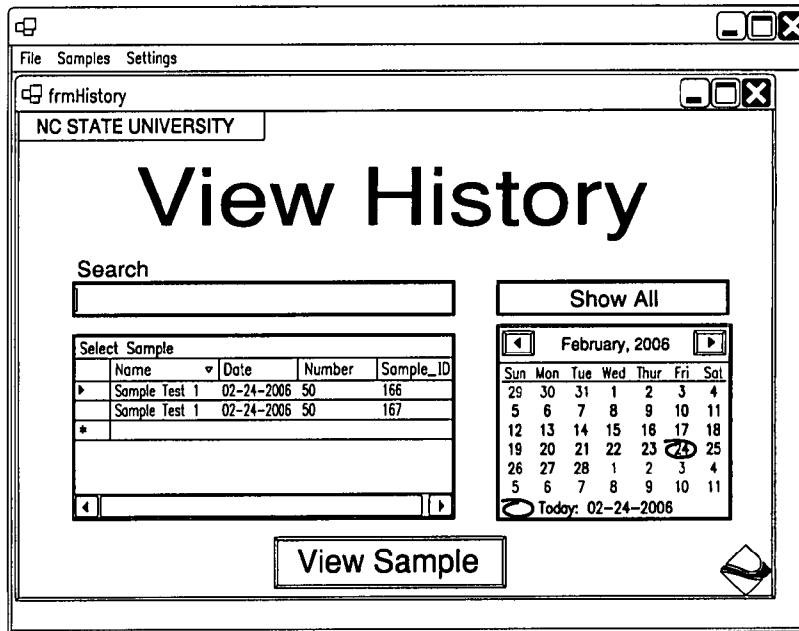 File Samples Settings
frmHistory
NC STATE UNIVERSITY
View History
Search
Show All
Select Sample
Name Date Number Sample_ID
Sample Test 1 02-24-2006 50 166
Sample Test 1 02-24-2006 50 167
*
February, 2006
Sun Mon Tue Wed Thur Fri Sat
29 30 31 1 2 3 4
5 6 7 8 9 10 11
12 13 14 15 16 17 18
19 20 21 22 23 24 25
26 27 28 1 2 3 4
5 6 7 8 9 10 11
Today: 02-24-2006
View Sample